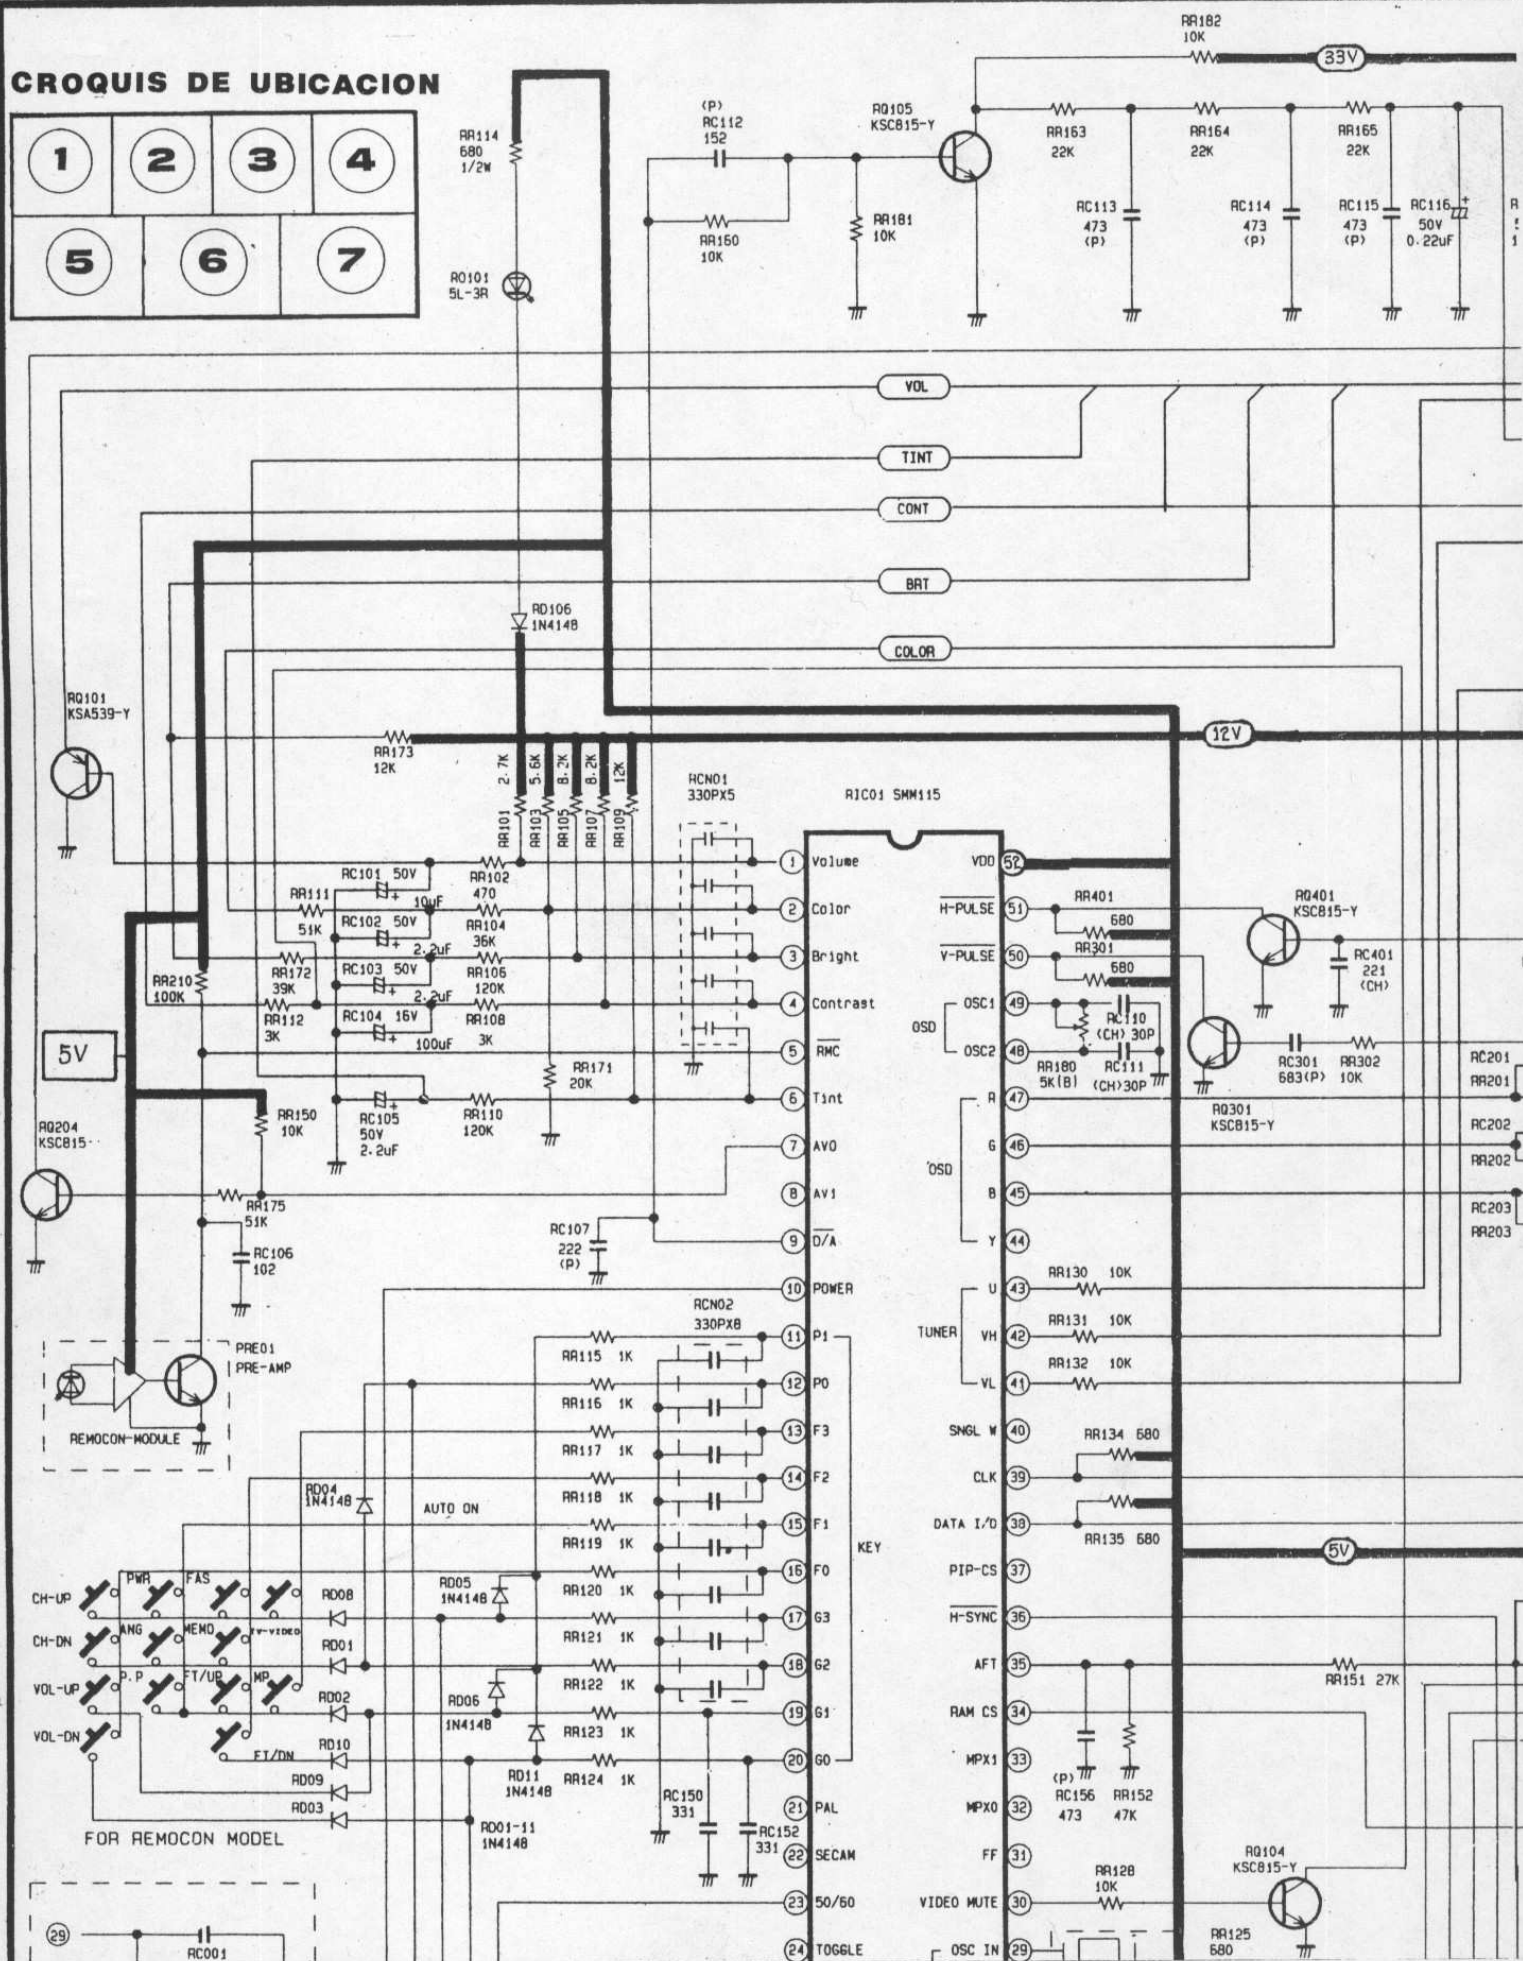 CROQUIS DE UBICACION
1 2 3 4
5 6 7
RR114
680
1/2W
RO101
5L-3R
(P)
RC112
152
RR160
10K
RR181
10K
RQ105
KSC815-Y
RR182
10K
33V
RR163
22K
RR164
22K
RR165
22K
RC113
473
(P)
RC114
473
(P)
RC115
473
(P)
RC116
50V
0.22uF
+
VOL
TINT
CONT
BRT
COLOR
RD106
1N4148
RQ101
KSA539-Y
RR173
12K
12V
2.7K
5.6K
8.2K
8.2K
12K
RR101
RR103
RR105
RR107
RR109
RCN01
330PX5
RIC01 SMM115
RC101 50V
10uF
RR102
470
RR111
51K
RC102 50V
2.2uF
RR104
36K
RR172
39K
RC103 50V
2.2uF
RR106
120K
RR112
3K
RC104 16V
100uF
RR108
3K
RR210
100K
5V
RR171
20K
RR150
10K
RC105
50V
2.2uF
RR110
120K
RQ204
KSC815
RR175
51K
RC106
102
RC107
222
(P)
PRE01
PRE-AMP
REMOCON-MODULE
1 Volume
2 Color
3 Bright
4 Contrast
5 RMC
6 Tint
7 AV0
8 AV1
9 D/A
10 POWER
11 P1
12 P0
13 F3
14 F2
15 F1
16 F0
17 G3
18 G2
19 G1
20 G0
21 PAL
22 SECAM
23 50/60
24 TOGGLE
KEY
VDD 52
H-PULSE 51
V-PULSE 50
OSC1 49
OSC2 48
OSD
R 47
G 46
B 45
Y 44
OSD
U 43
VH 42
VL 41
TUNER
SNGL W 40
CLK 39
DATA I/O 38
PIP-CS 37
H-SYNC 36
AFT 35
RAM CS 34
MPX1 33
MPX0 32
FF 31
VIDEO MUTE 30
OSC IN 29
RR401
680
RR301
680
RQ401
KSC815-Y
RC401
221
(CH)
RC110
(CH) 30P
RR180
5K(B)
RC111
(CH)30P
RQ301
KSC815-Y
RC301
683(P)
RR302
10K
RC201
RR201
RC202
RR202
RC203
RR203
RR130 10K
RR131 10K
RR132 10K
RR134 680
RR135 680
5V
RR151 27K
(P)
RC156
473
RR152
47K
RR128
10K
RQ104
KSC815-Y
RR125
680
RCN02
330PX8
RR115 1K
RR116 1K
RR117 1K
RR118 1K
RR119 1K
RR120 1K
RR121 1K
RR122 1K
RR123 1K
RR124 1K
RD04
1N4148
AUTO ON
RD05
1N4148
RD06
1N4148
RD11
1N4148
RC150
331
RC152
331
CH-UP
PWR
FAS
RD08
CH-DN
ANG
MEMO
TV-VIDEO
RD01
VOL-UP
P.P
FT/UP
MP
RD02
VOL-DN
FT/DN
RD10
RD09
RD03
RD01-11
1N4148
FOR REMOCON MODEL
29
RC001